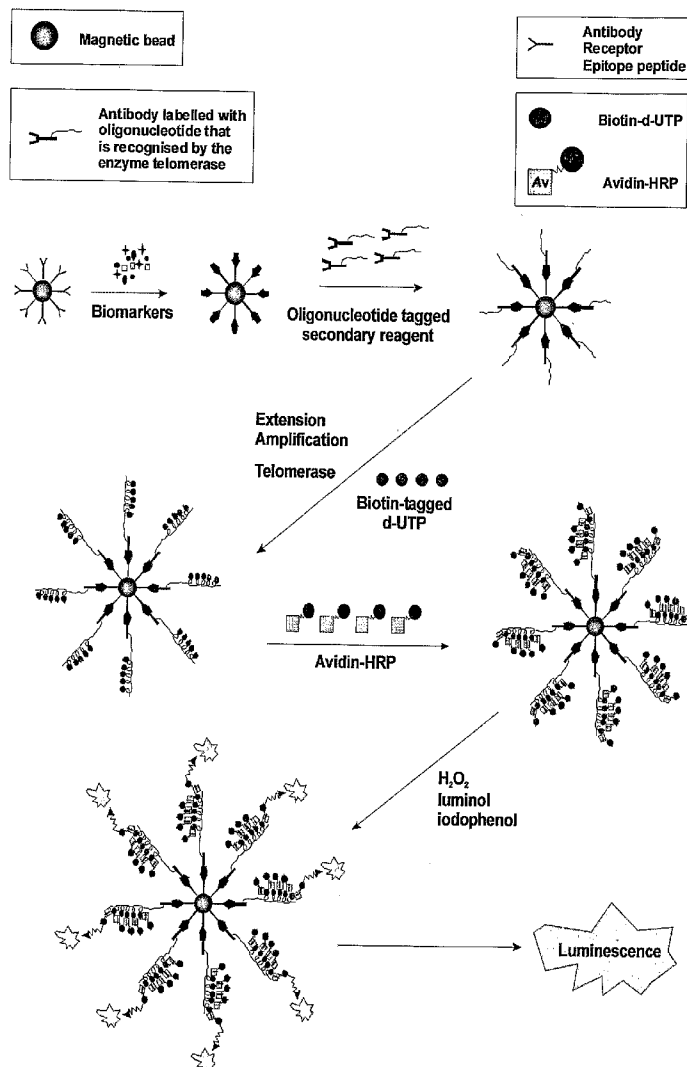 Magnetic bead
Antibody
Receptor
Epitope peptide
Antibody labelled with
oligonucleotide that
is recognised by the
enzyme telomerase
Biotin-d-UTP
Av
Avidin-HRP
Biomarkers
Oligonucleotide tagged
secondary reagent
Extension
Amplification
Telomerase
Biotin-tagged
d-UTP
Avidin-HRP
H₂O₂
luminol
iodophenol
Luminescence